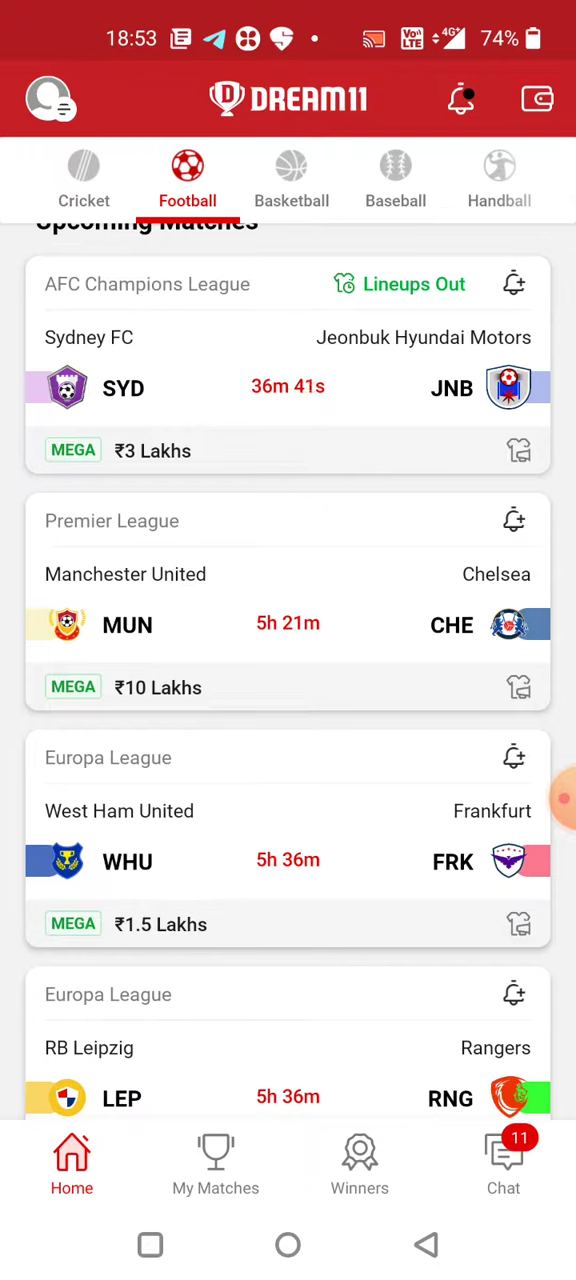 18:53
Vo))
LTE
4G+
74%
DREAM11
Cricket
Football
Basketball
Baseball
Handball
Upcoming Matches
AFC Champions League
Lineups Out
Sydney FC
Jeonbuk Hyundai Motors
SYD
36m 41s
JNB
MEGA
₹3 Lakhs
Premier League
Manchester United
Chelsea
MUN
5h 21m
CHE
MEGA
₹10 Lakhs
Europa League
West Ham United
Frankfurt
WHU
5h 36m
FRK
MEGA
₹1.5 Lakhs
Europa League
RB Leipzig
Rangers
LEP
5h 36m
RNG
11
Home
My Matches
Winners
Chat